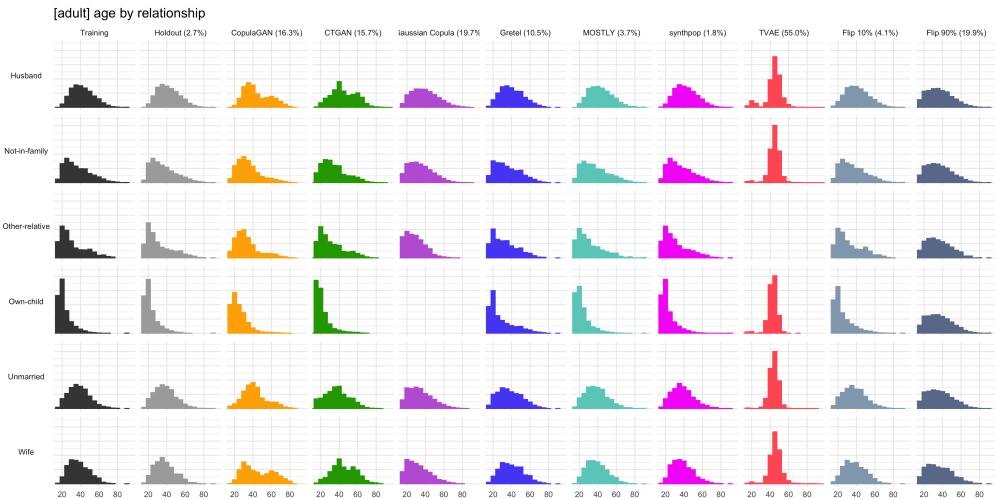 [adult] age by relationship
Training Holdout (2.7%) CopulaGAN (16.3%) CTGAN (15.7%) iaussian Copula (19.7% Gretel (10.5%) MOSTLY (3.7%) synthpop (1.8%) TVAE (55.0%) Flip 10% (4.1%) Flip 90% (19.9%)
Husband
Not-in-family
Other-relative
Own-child
Unmarried
Wife
20 40 60 80 20 40 60 80 20 40 60 80 20 40 60 80 20 40 60 80 20 40 60 80 20 40 60 80 20 40 60 80 20 40 60 80 20 40 60 80 20 40 60 80